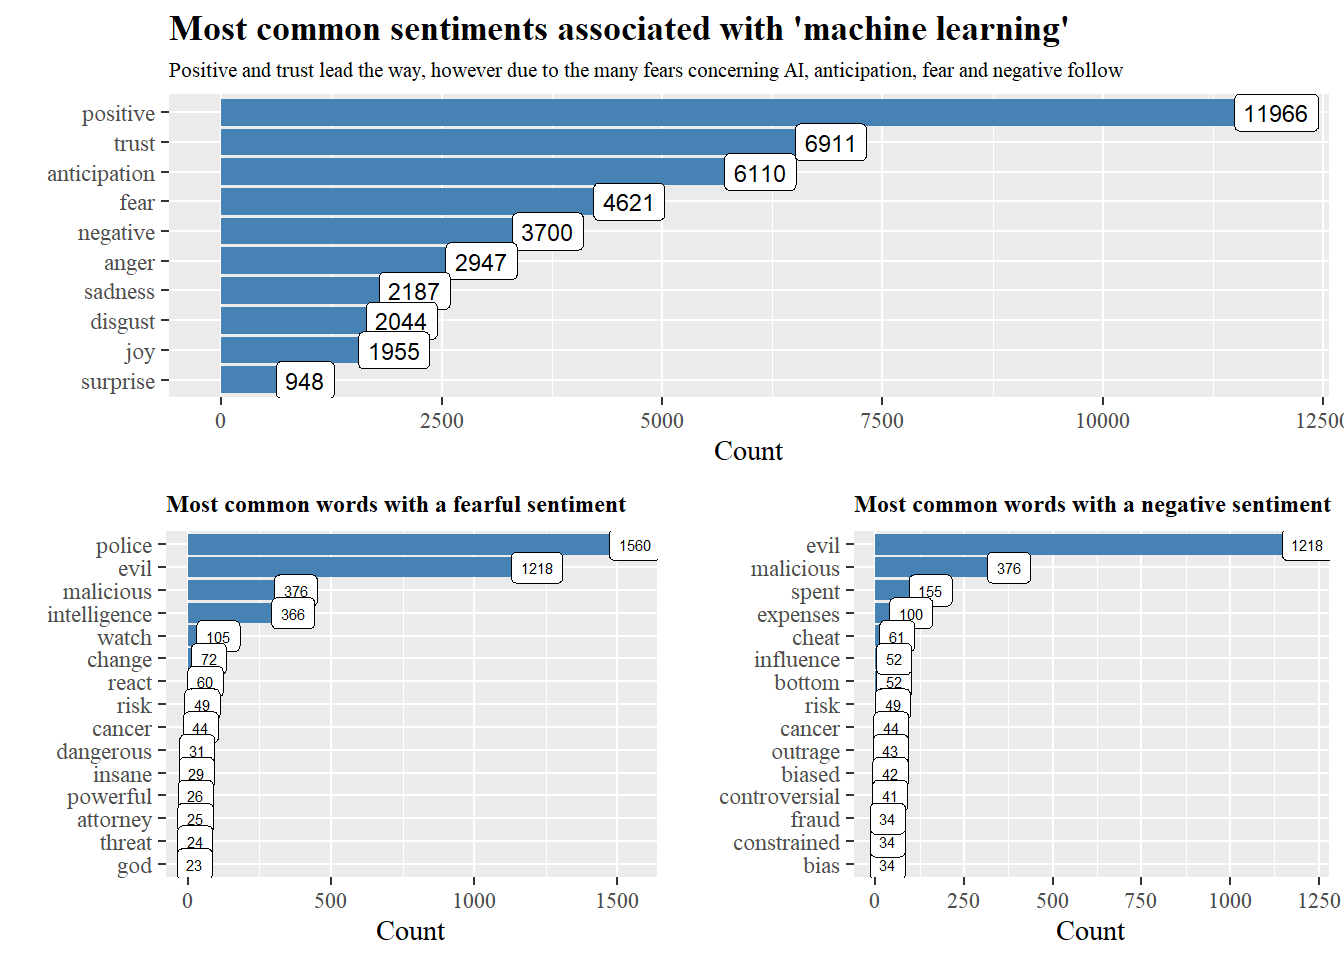 Most common sentiments associated with 'machine learning'
Positive and trust lead the way, however due to the many fears concerning AI, anticipation, fear and negative follow
positive 11966
trust 6911
anticipation 6110
fear 4621
negative 3700
anger 2947
sadness 2187
disgust 2044
joy 1955
surprise 948
0 2500 5000 7500 10000 12500
Count
Most common words with a fearful sentiment
police 1560
evil 1218
malicious 376
intelligence 366
watch 105
change 72
react 60
risk 49
cancer 44
dangerous 31
insane 29
powerful 26
attorney 25
threat 24
god 23
0 500 1000 1500
Count
Most common words with a negative sentiment
evil 1218
malicious 376
spent 155
expenses 100
cheat 61
influence 52
bottom 52
risk 49
cancer 44
outrage 43
biased 42
controversial 41
fraud 34
constrained 34
bias 34
0 250 500 750 1000 1250
Count